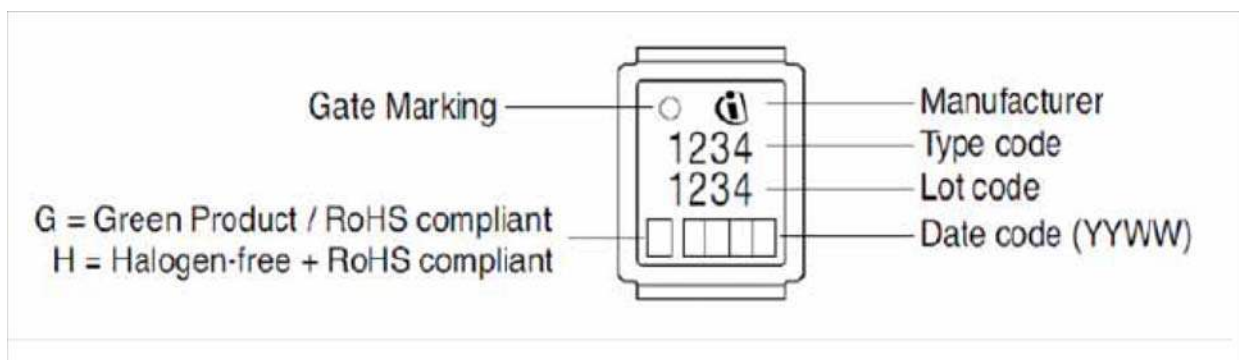 Gate Marking
Manufacturer
1234
Type code
1234
Lot code
G = Green Product / RoHS compliant
H = Halogen-free + RoHS compliant
Date code (YYWW)